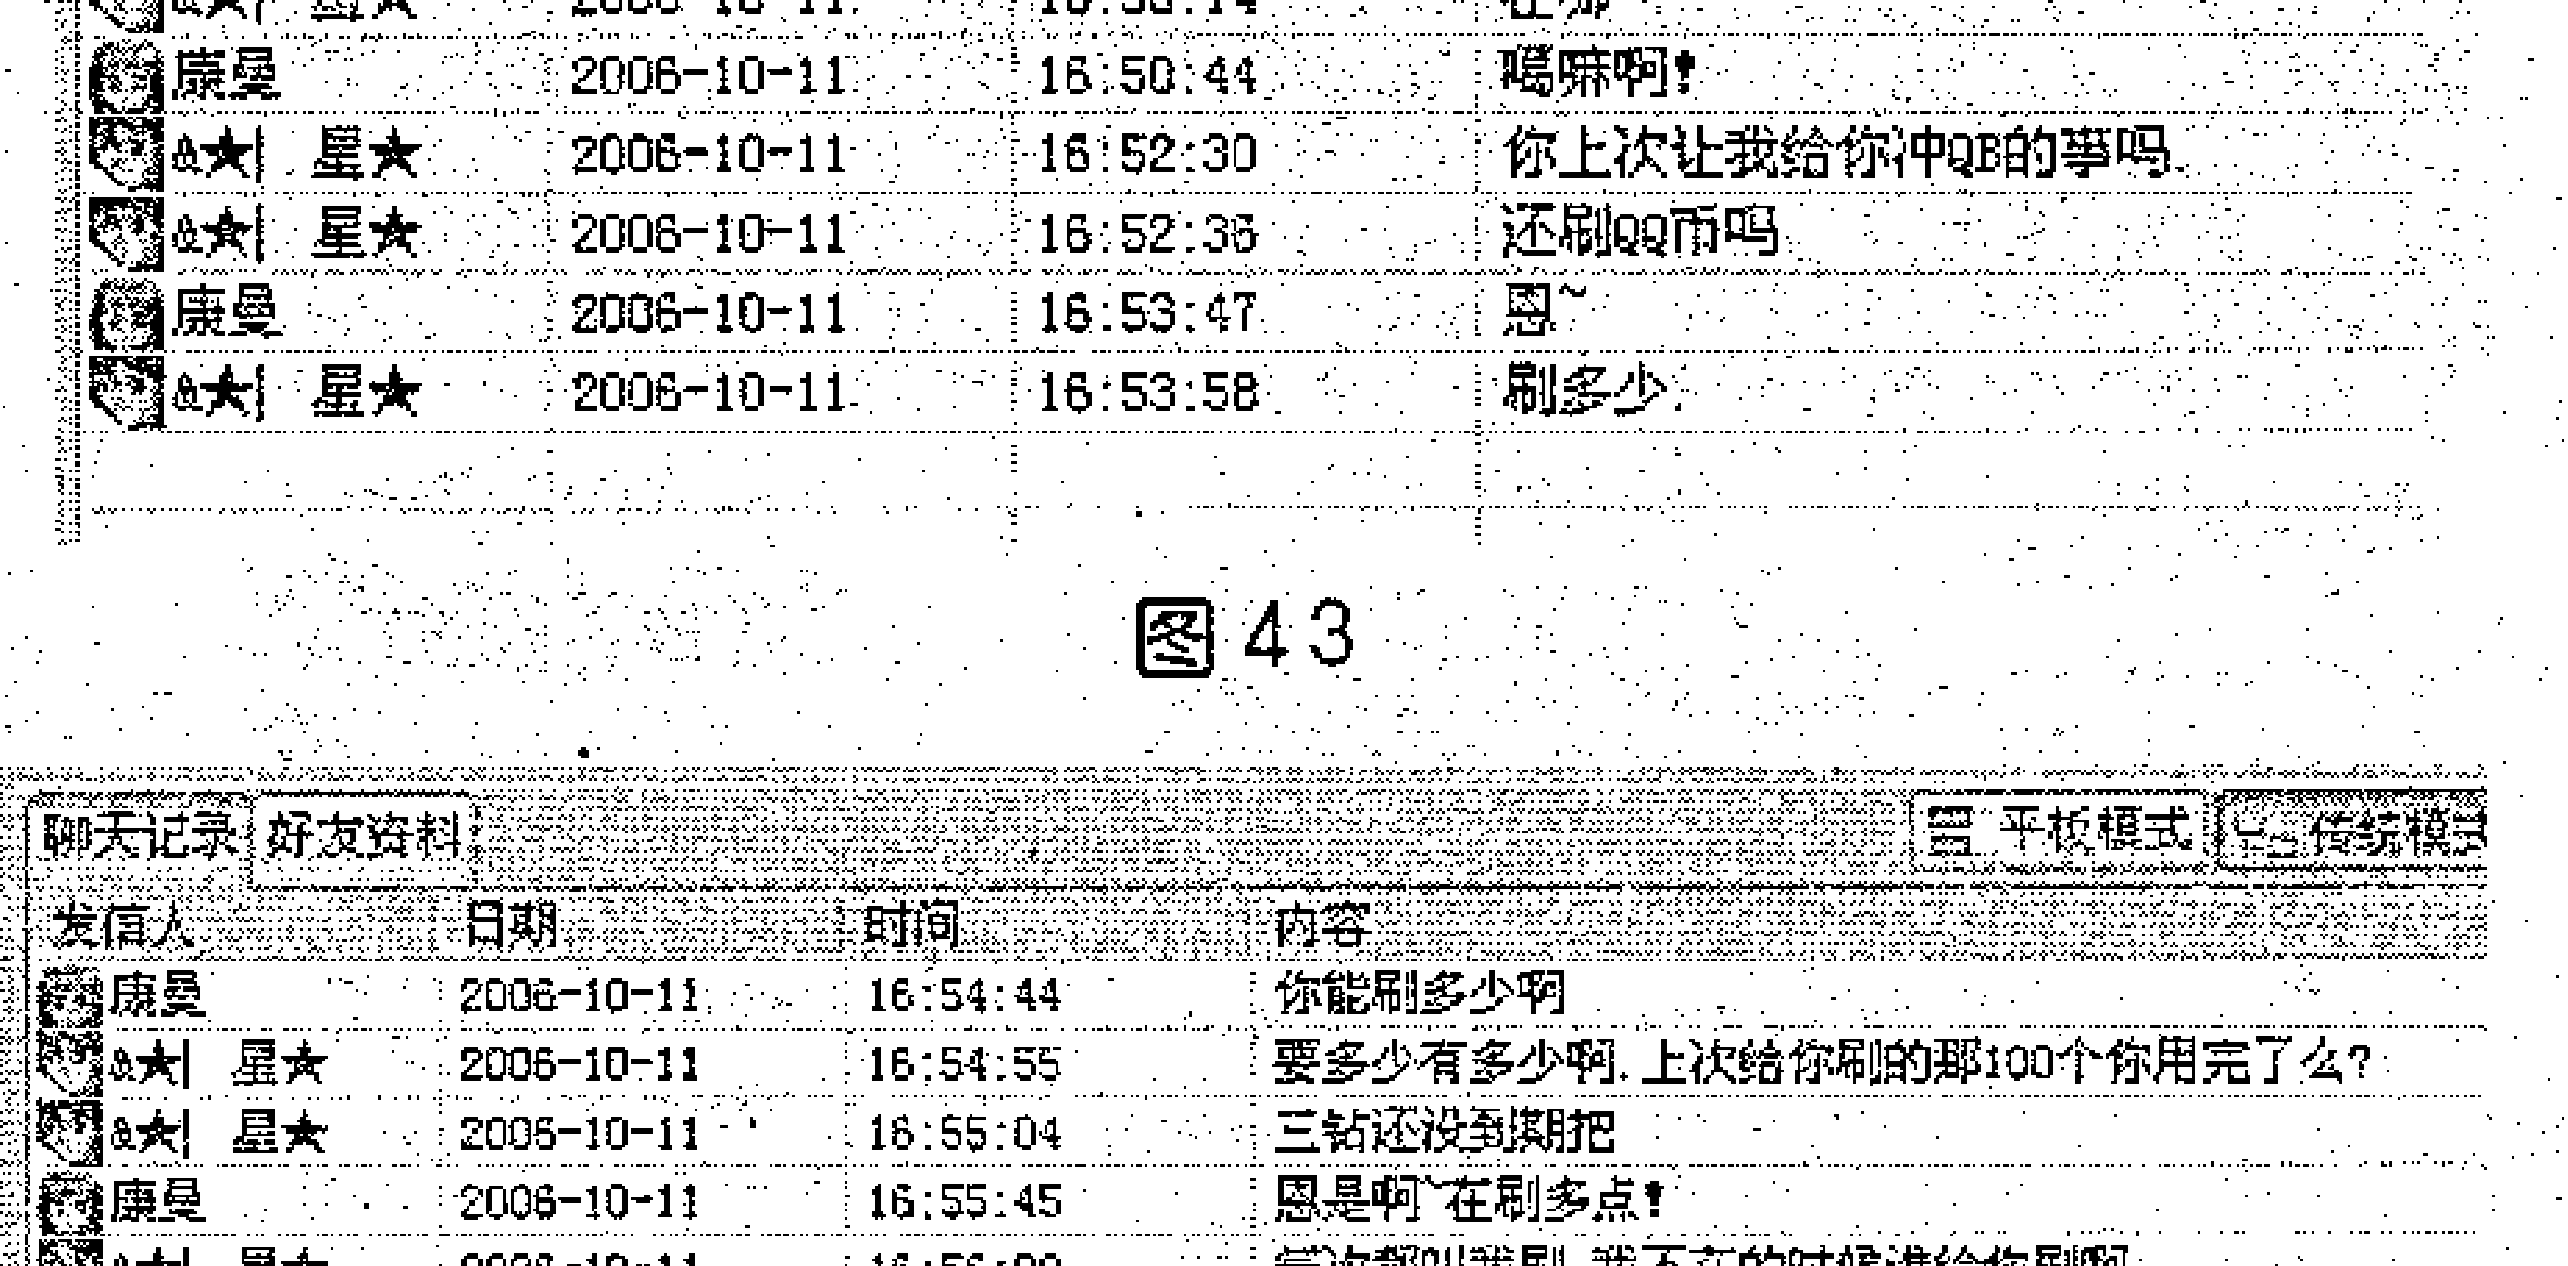 康曼 2006-10-11 16:50:44 噶嘛啊!
&★| 星★ 2006-10-11 16:52:30 你上次让我给你冲QB的事吗
&★| 星★ 2006-10-11 16:52:36 还刷QQ币吗
康曼 2006-10-11 16:53:47 恩~
&★| 星★ 2006-10-11 16:53:58 刷多少
图43
聊天记录 好友资料 平板模式 传统模式
发信人 日期 时间 内容
康曼 2006-10-11 16:54:44 你能刷多少啊
&★| 星★ 2006-10-11 16:54:55 要多少有多少啊.上次给你刷的那100个你用完了么?
&★| 星★ 2006-10-11 16:55:04 三钻还没到期把
康曼 2006-10-11 16:55:45 恩是啊~在刷多点!